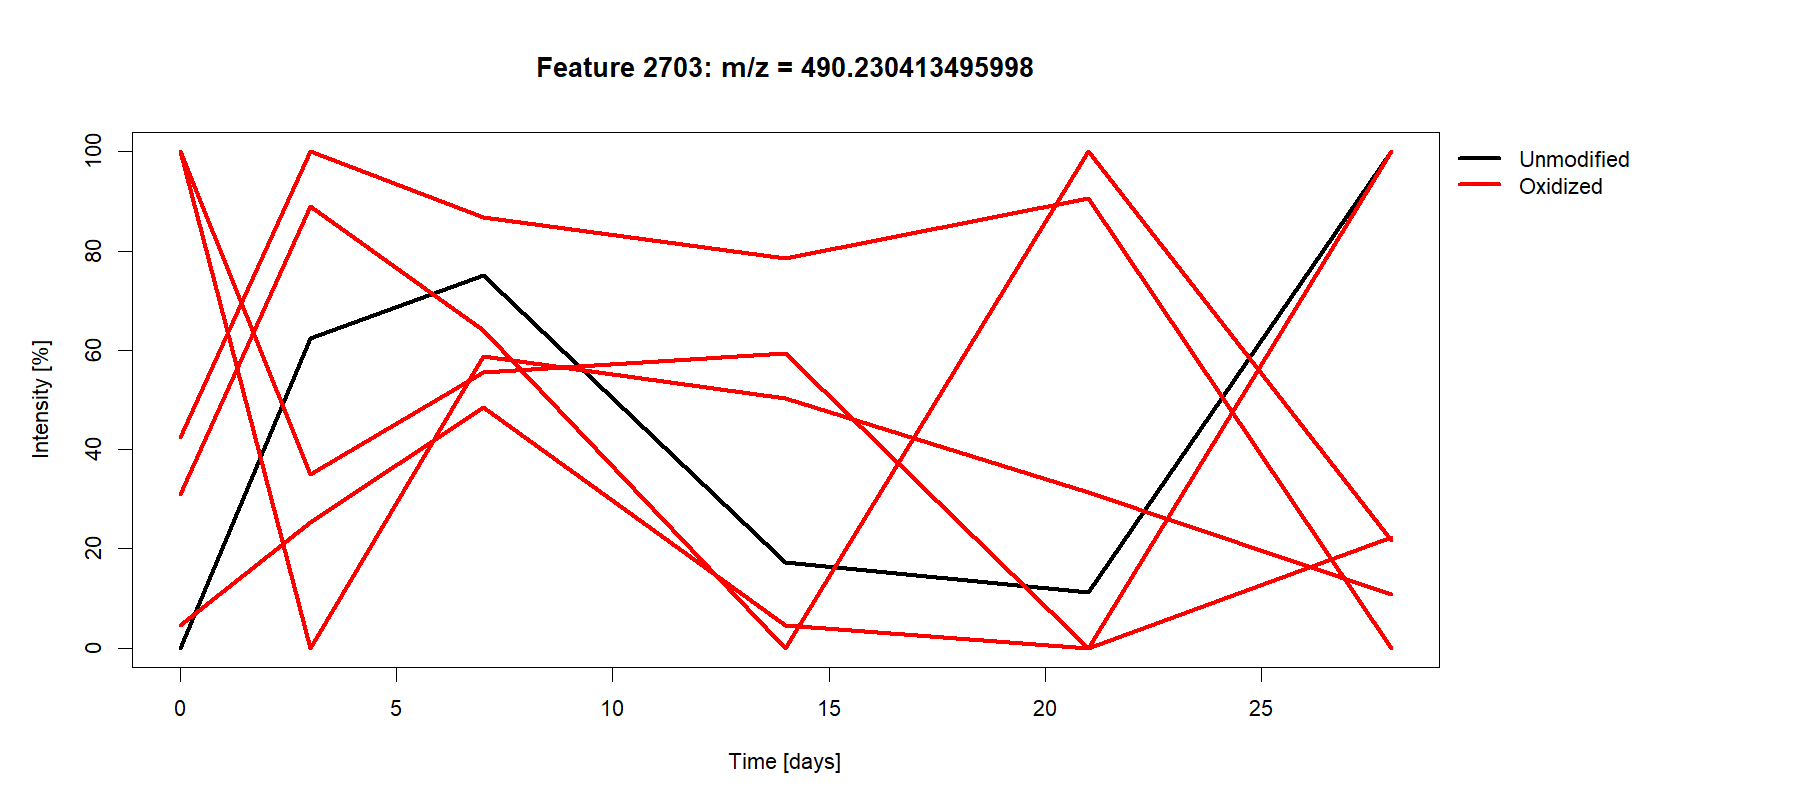 Feature 2703: m/z = 490.230413495998
Unmodified
Oxidized
Intensity [%]
100
80
60
40
20
0
0 5 10 15 20 25
Time [days]